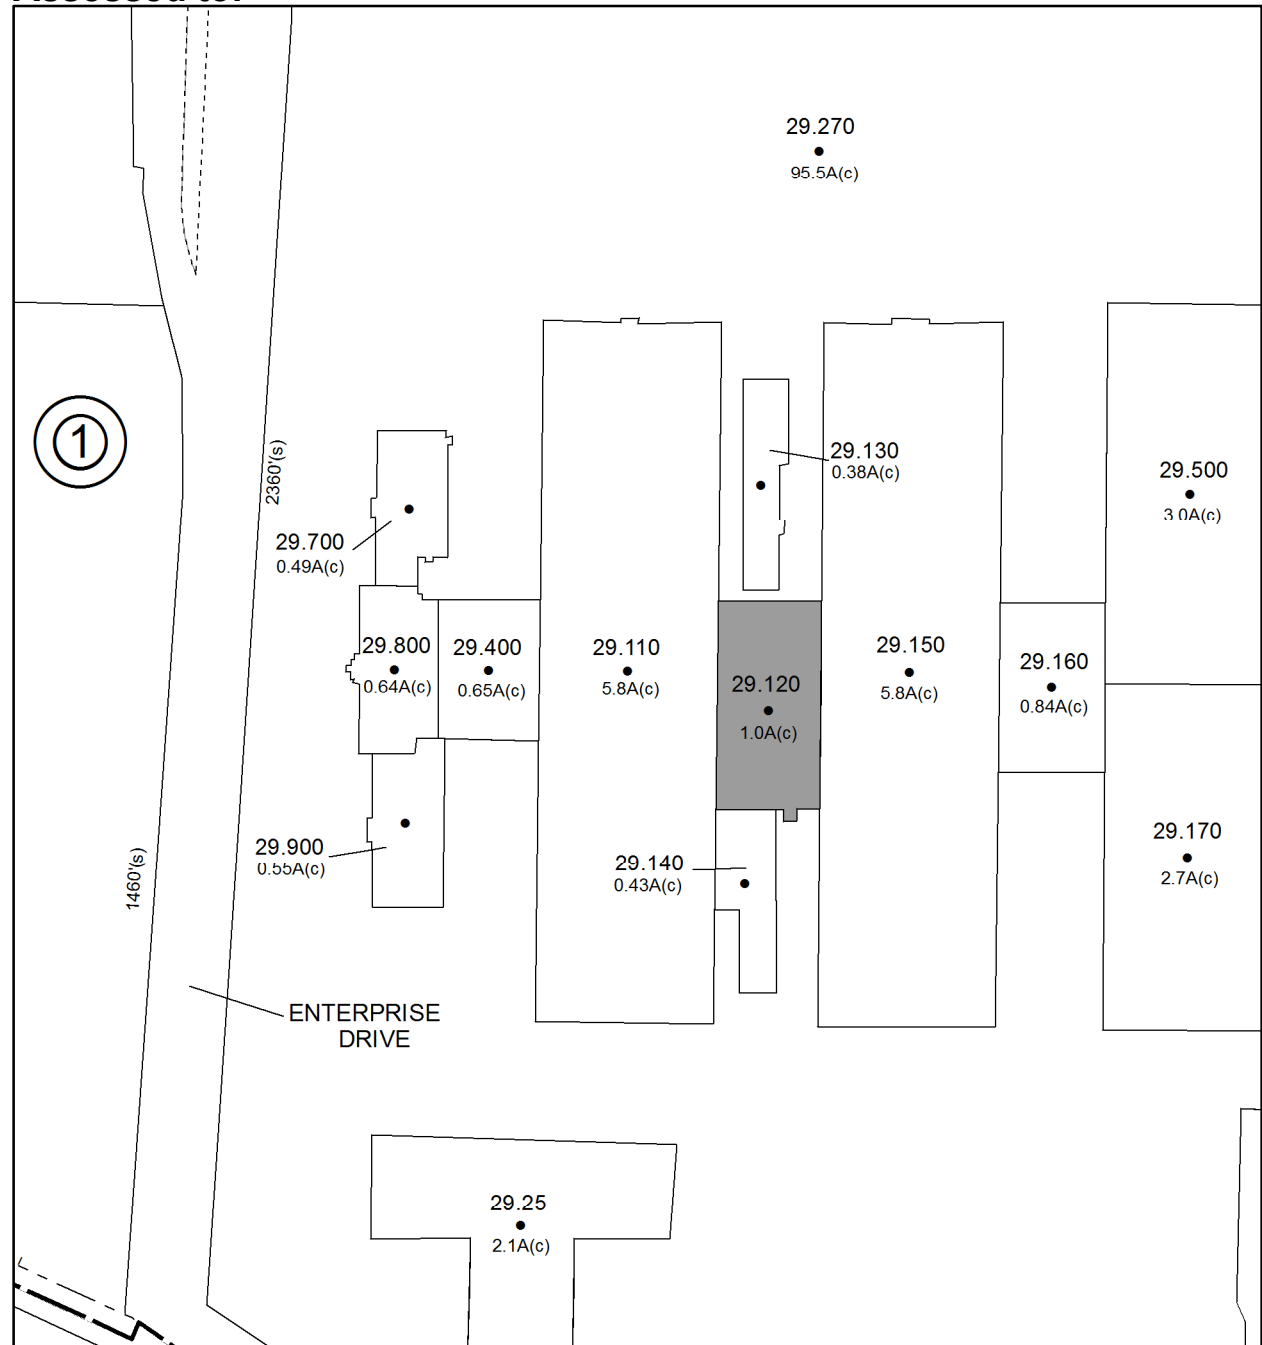 Assessed to:
29.270
95.5A(c)
1
2360'(s)
29.130
0.38A(c)
29.500
3.0A(c)
29.700
0.49A(c)
29.800
0.64A(c)
29.400
0.65A(c)
29.110
5.8A(c)
29.120
1.0A(c)
29.150
5.8A(c)
29.160
0.84A(c)
29.900
0.55A(c)
29.140
0.43A(c)
29.170
2.7A(c)
1460'(s)
ENTERPRISE
DRIVE
29.25
2.1A(c)